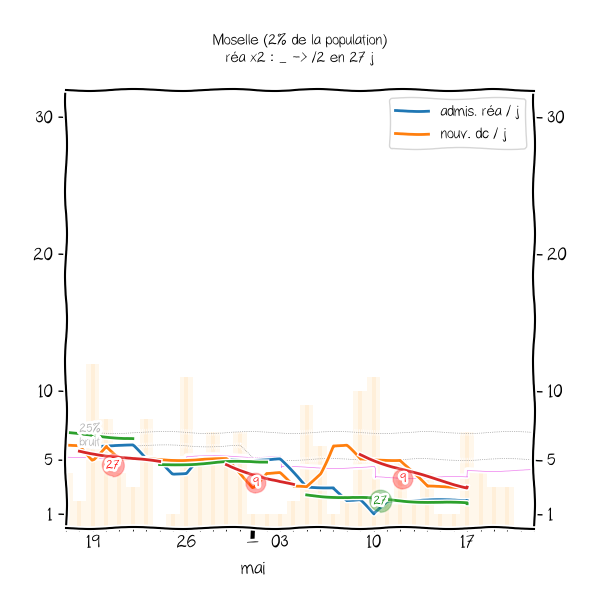 Moselle (2% de la population)
réa x2 : _ -> /2 en 27 j
admis. réa / j
nouv. dc / j
30 30
20 20
10 10
5 5
1 1
25%
bruit
27
9
27
9
19 26 _ 03 10 17
mai